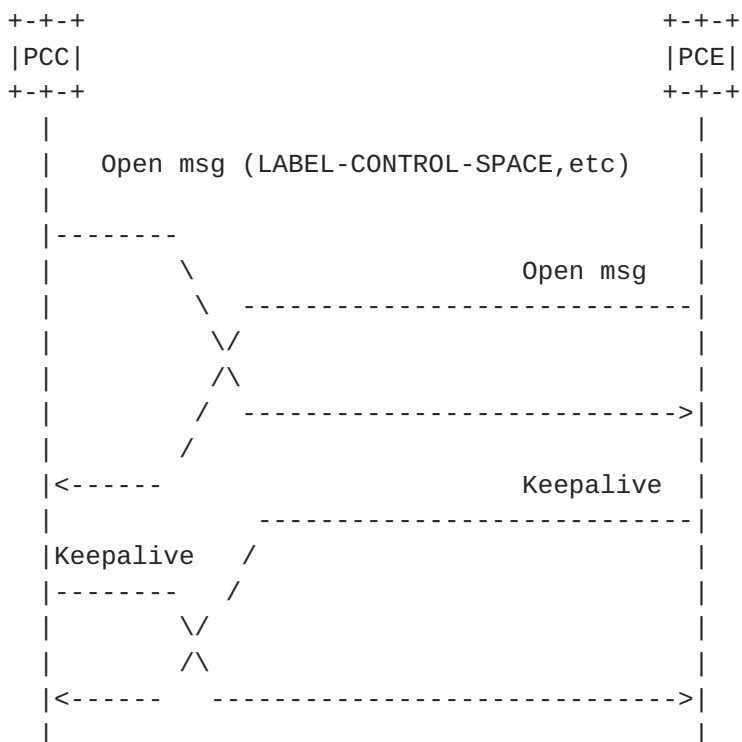 +-+-+                                     +-+-+
|PCC|                                     |PCE|
+-+-+                                     +-+-+
  |                                         |
  |   Open msg (LABEL-CONTROL-SPACE,etc)    |
  |                                         |
  |--------                                 |
  |        \                     Open msg   |
  |         \  -----------------------------|
  |          \/                             |
  |          /\                             |
  |         /  ---------------------------->|
  |        /                                |
  |<------                       Keepalive  |
  |             ----------------------------|
  |Keepalive   /                            |
  |--------   /                             |
  |        \/                               |
  |        /\                               |
  |<------   ------------------------------>|
  |                                         |